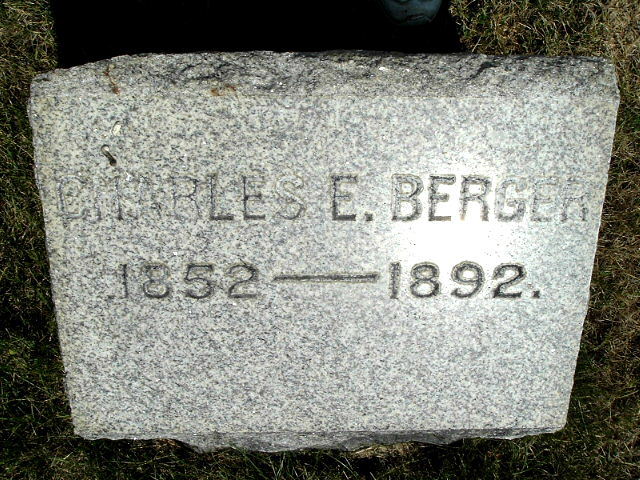 CHARLES E. BERGER
1852 — 1892.